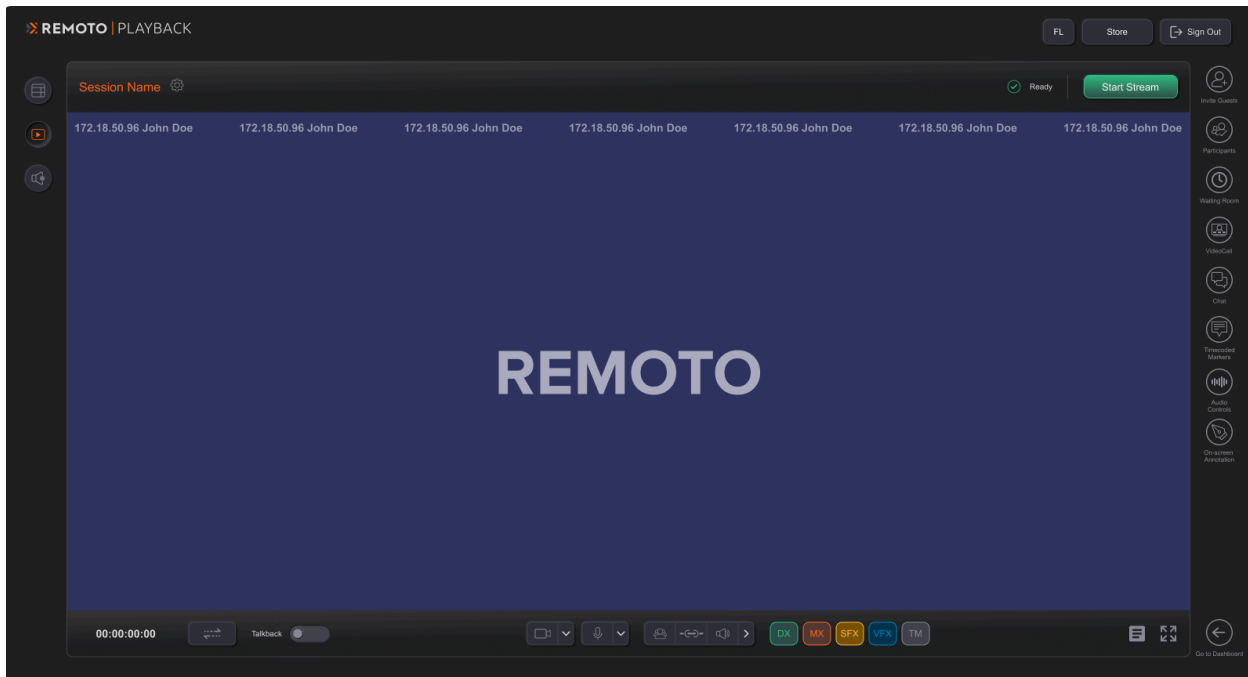 REMOTO | PLAYBACK
FL
Store
Sign Out
Session Name
Ready
Start Stream
Invite Guests
172.18.50.96 John Doe 172.18.50.96 John Doe 172.18.50.96 John Doe 172.18.50.96 John Doe 172.18.50.96 John Doe 172.18.50.96 John Doe 172.18.50.96 John Doe
Participants
Waiting Room
VideoCall
Chat
Timecoded
Markers
REMOTO
Audio
Controls
On-screen
Annotation
00:00:00:00
Talkback
DX
MX
SFX
VFX
TM
Go to Dashboard